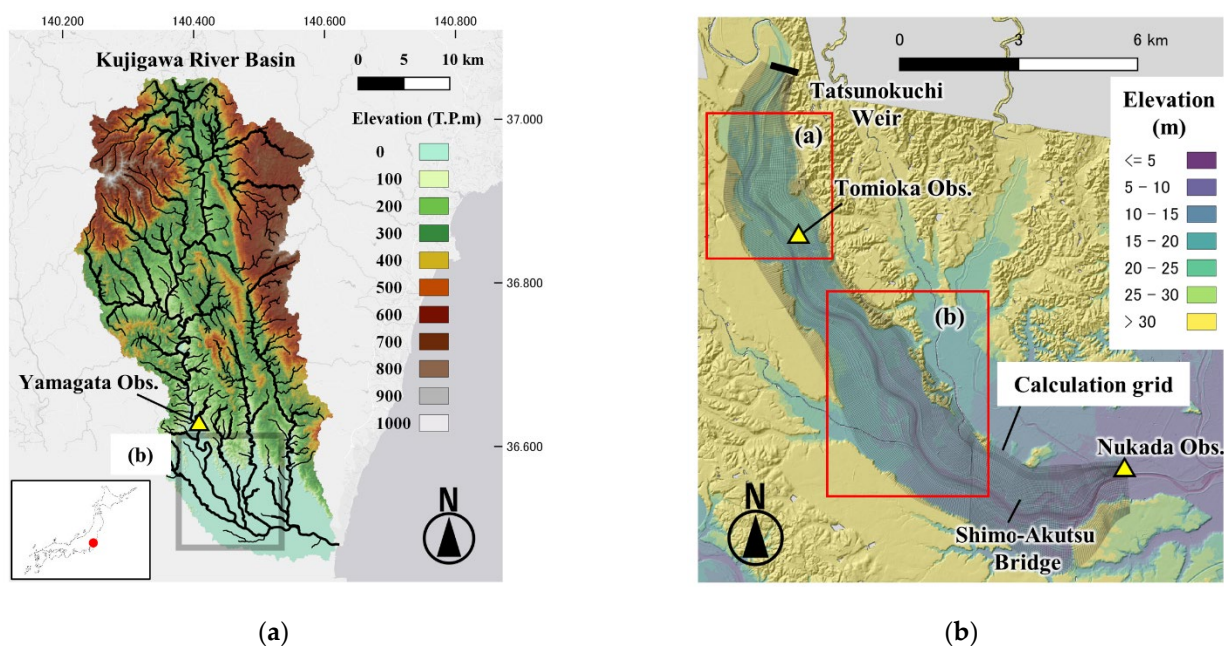 140.200
140.400
140.600
140.800
Kujigawa River Basin
0
5
10 km
Elevation (T.P.m)
0
100
200
300
400
500
600
700
800
900
1000
37.000
36.800
36.600
Yamagata Obs.
(b)
N
(a)
0
3
6 km
Tatsunokuchi
Weir
(a)
Tomioka Obs.
(b)
Elevation
(m)
<= 5
5 - 10
10 - 15
15 - 20
20 - 25
25 - 30
> 30
Calculation grid
Nukada Obs.
Shimo-Akutsu
Bridge
N
(b)